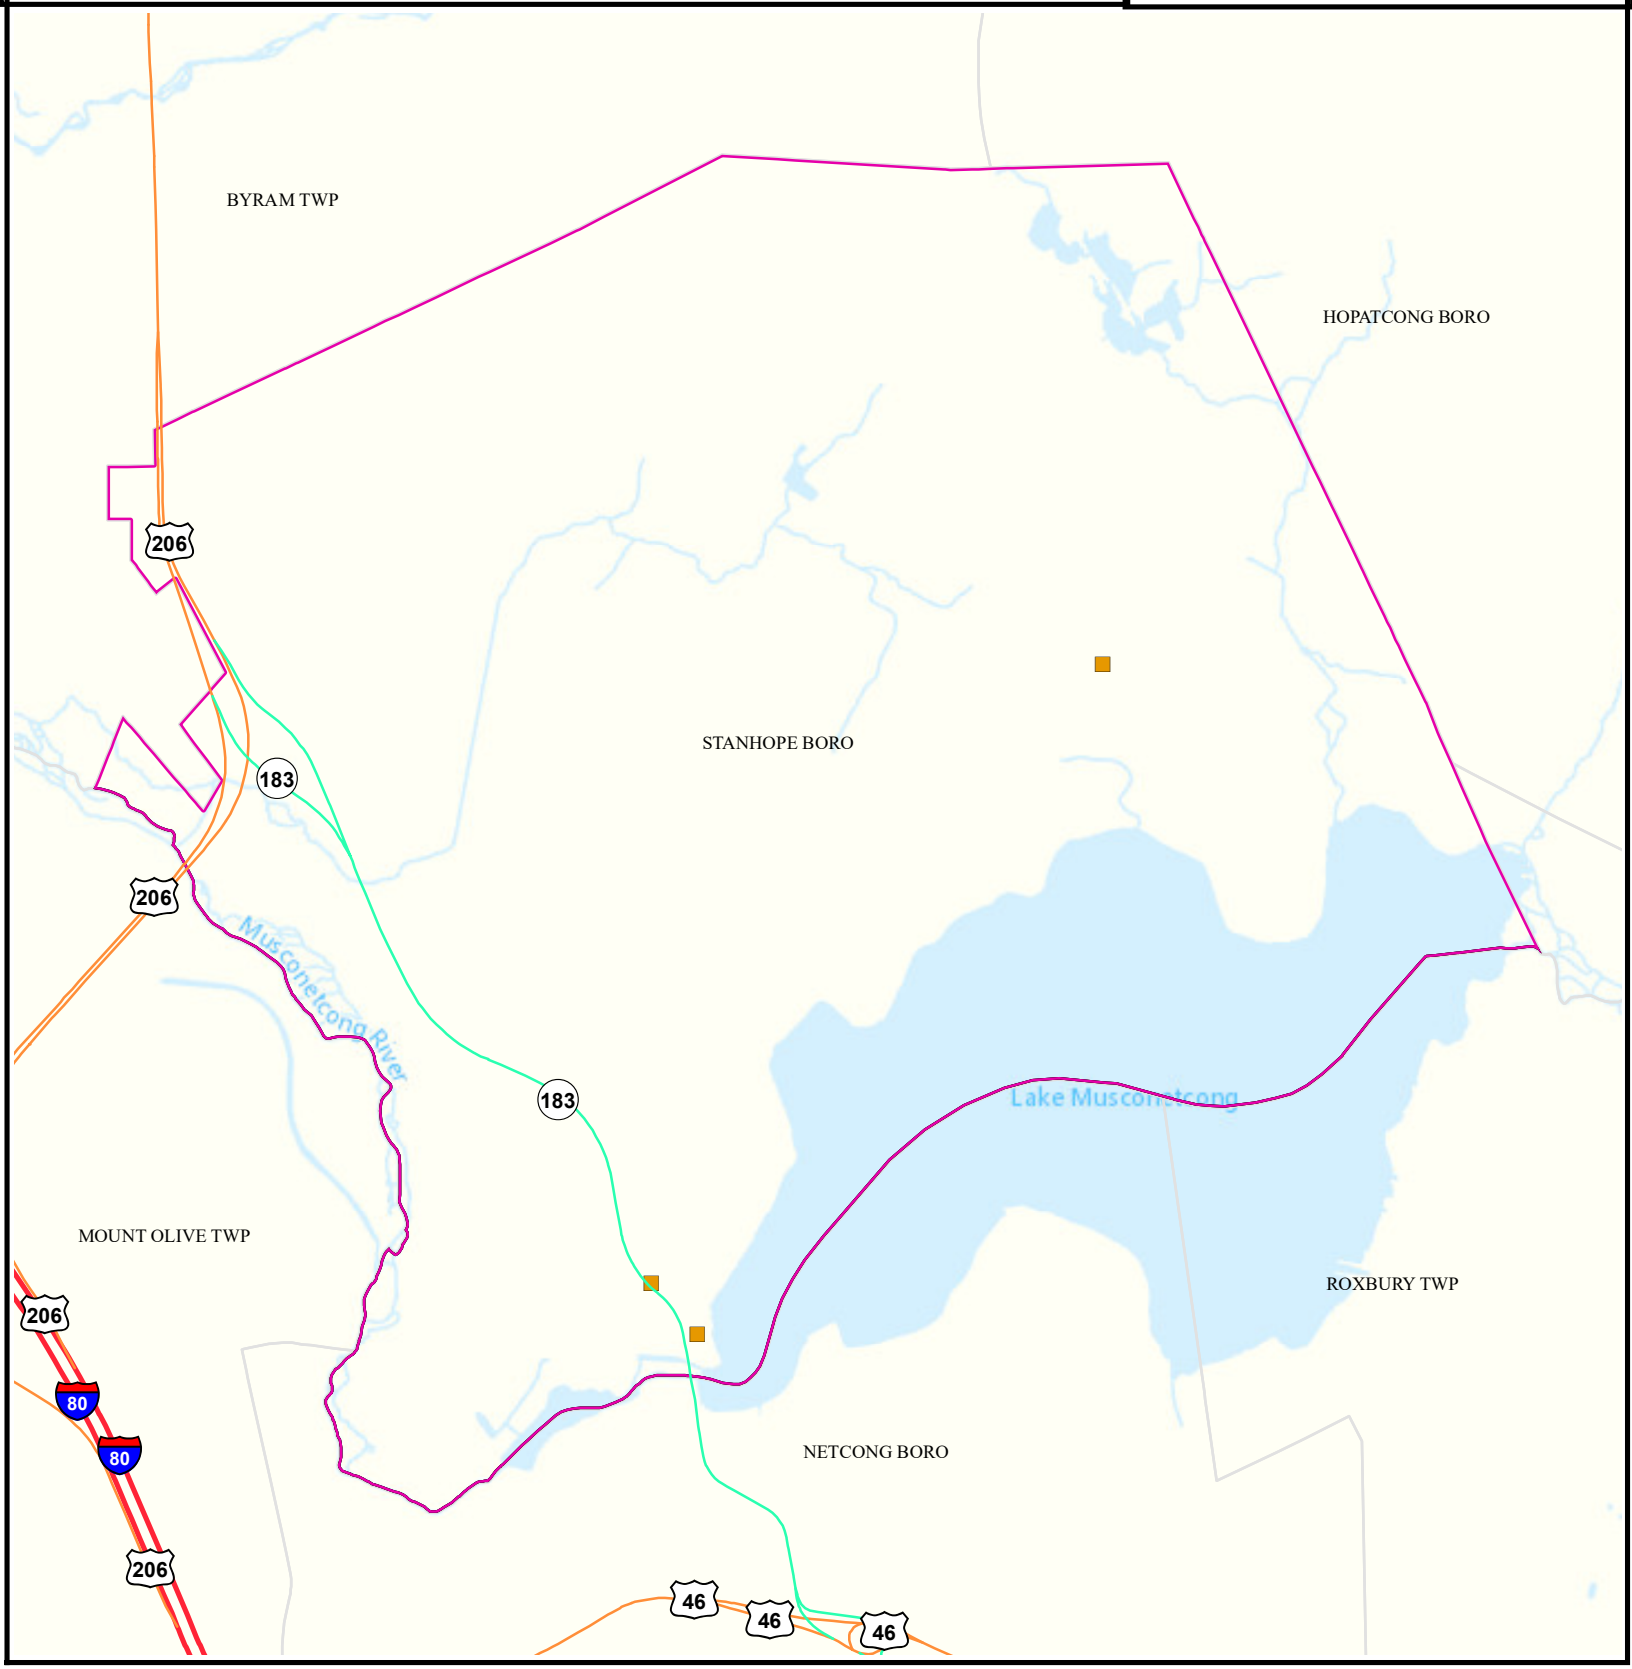 BYRAM TWP
HOPATCONG BORO
206
STANHOPE BORO
183
206
Musconetcong River
183
Lake Musconetcong
MOUNT OLIVE TWP
ROXBURY TWP
206
80
NETCONG BORO
80
206
46
46
46